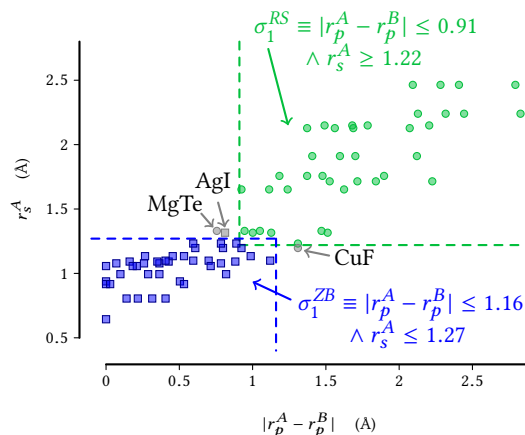 σ₁ᴿˢ ≡ |rₚᴬ − rₚᴮ| ≤ 0.91
∧ rₛᴬ ≥ 1.22
2.5
2
1.5
1
0.5
rₛᴬ (Å)
AgI
MgTe
CuF
σ₁ᶻᴮ ≡ |rₚᴬ − rₚᴮ| ≤ 1.16
∧ rₛᴬ ≤ 1.27
0 0.5 1 1.5 2 2.5
|rₚᴬ − rₚᴮ| (Å)